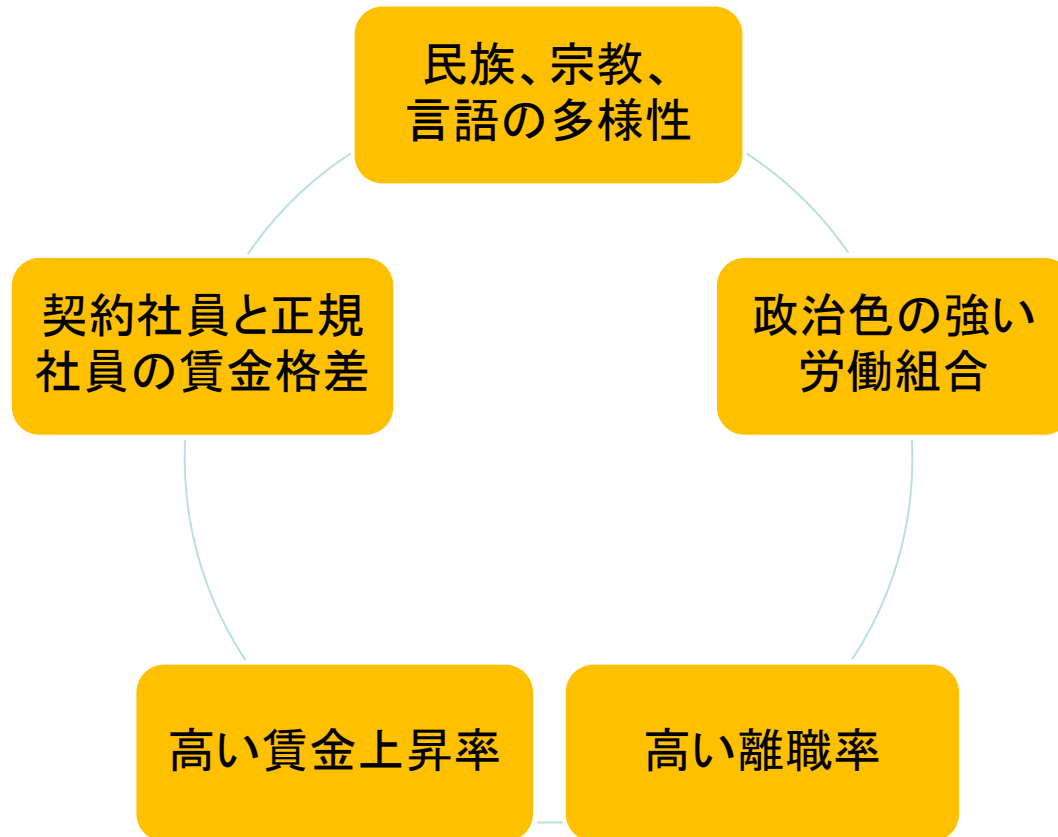 民族、宗教、
言語の多様性
政治色の強い
労働組合
高い離職率
高い賃金上昇率
契約社員と正規
社員の賃金格差